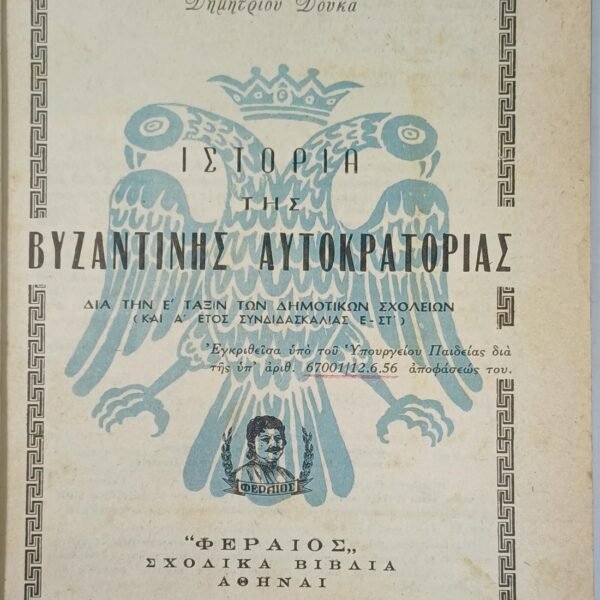 Δημητρίου Δούκα
ΙΣΤΟΡΙΑ
ΤΗΣ
ΒΥΖΑΝΤΙΝΗΣ ΑΥΤΟΚΡΑΤΟΡΙΑΣ
ΔΙΑ ΤΗΝ Ε' ΤΑΞΙΝ ΤΩΝ ΔΗΜΟΤΙΚΩΝ ΣΧΟΛΕΙΩΝ
(ΚΑΙ Α' ΕΤΟΣ ΣΥΝΔΙΔΑΣΚΑΛΙΑΣ Ε-ΣΤ')
Ἐγκριθεῖσα ὑπὸ τοῦ Ὑπουργείου Παιδείας διὰ
τῆς ὑπ' ἀριθ. 67001/12.6.56 ἀποφάσεώς του.
ΦΕΡΑΙΟΣ
"ΦΕΡΑΙΟΣ„
ΣΧΟΛΙΚΑ ΒΙΒΛΙΑ
ΑΘΗΝΑΙ